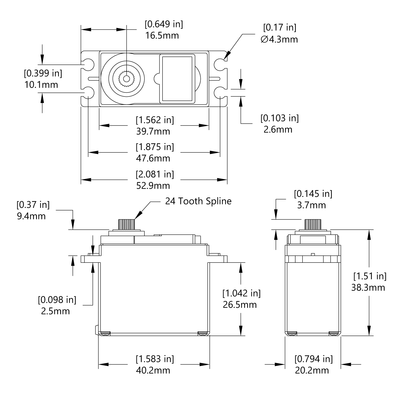 [0.649 in]
16.5mm
[0.17 in]
Ø4.3mm
[0.399 in]
10.1mm
[0.103 in]
2.6mm
[1.562 in]
39.7mm
[1.875 in]
47.6mm
[2.081 in]
52.9mm
[0.37 in]
9.4mm
24 Tooth Spline
[0.145 in]
3.7mm
[0.098 in]
2.5mm
[1.042 in]
26.5mm
[1.51 in]
38.3mm
[1.583 in]
40.2mm
[0.794 in]
20.2mm